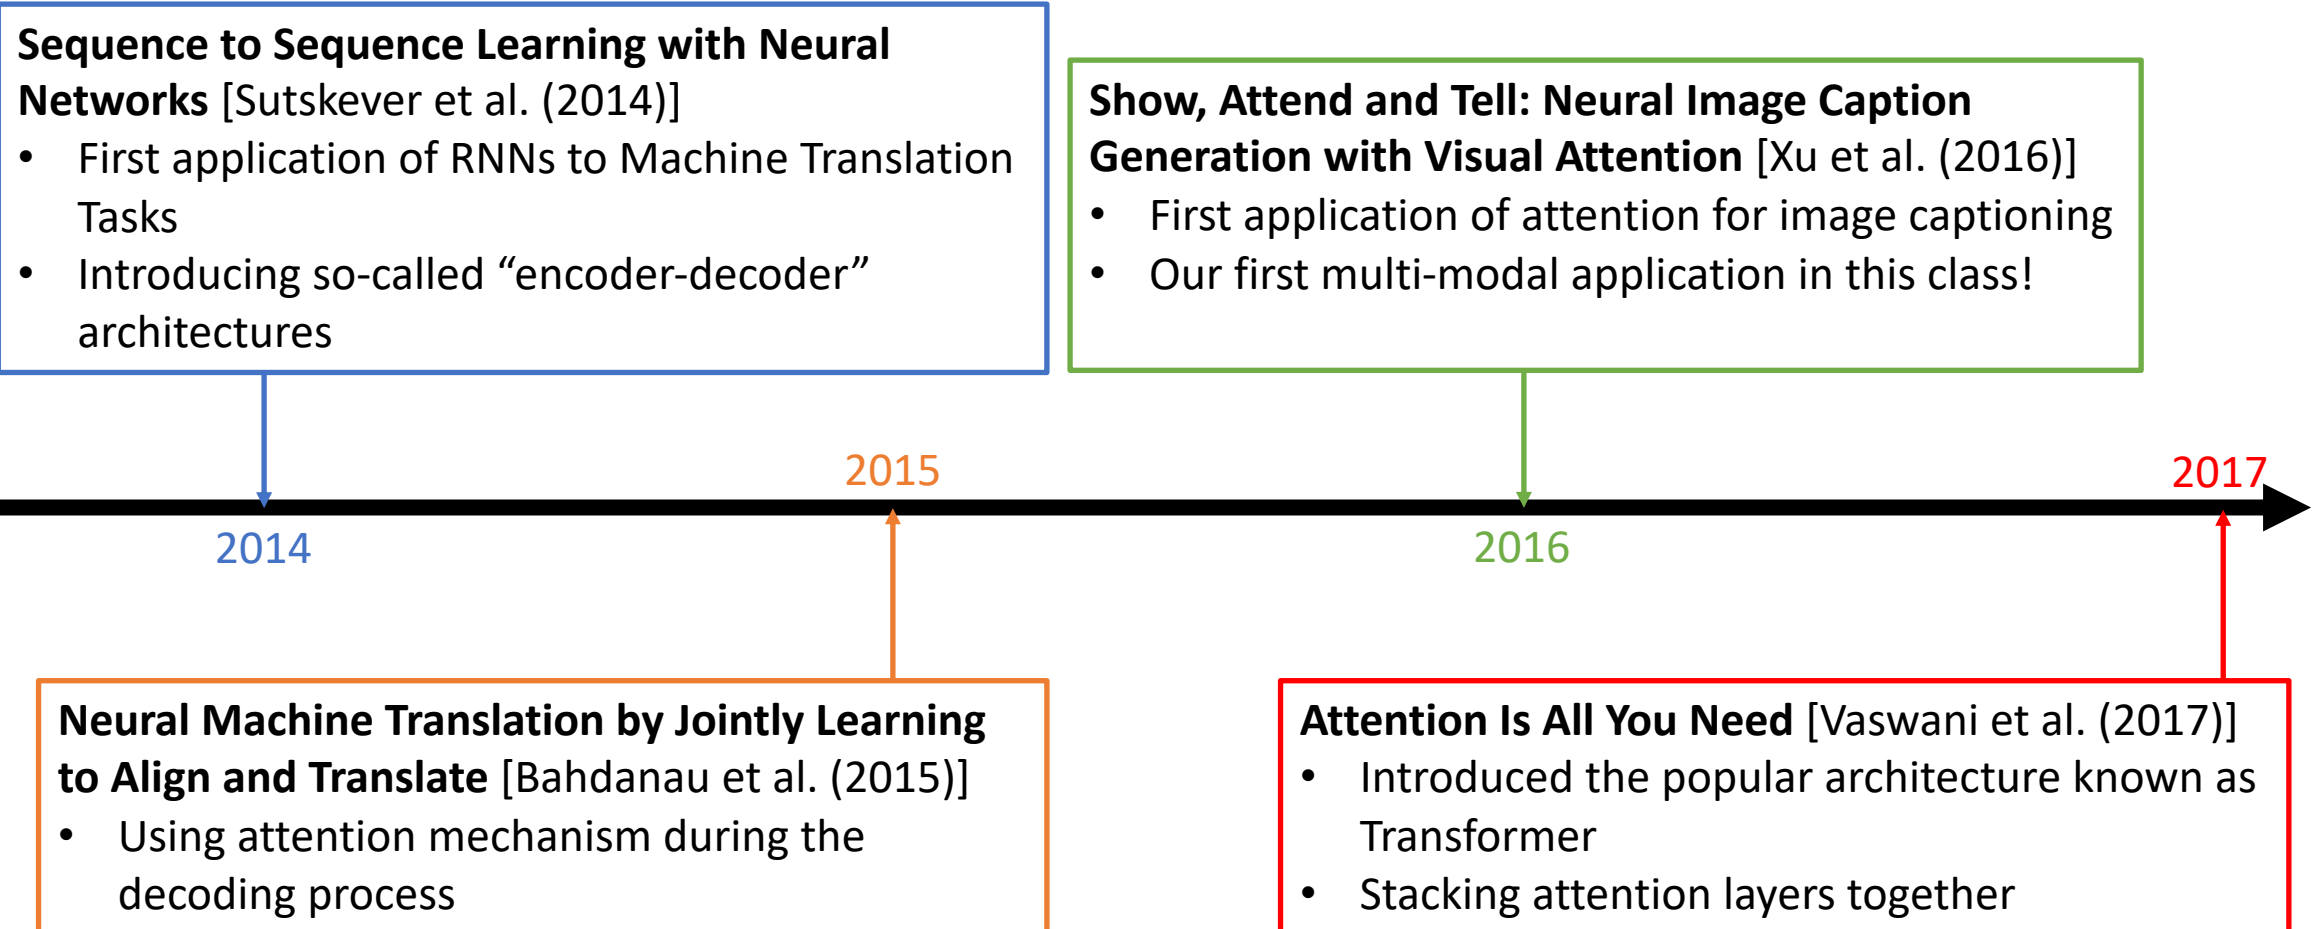 Sequence to Sequence Learning with Neural
Networks [Sutskever et al. (2014)]
• First application of RNNs to Machine Translation
Tasks
• Introducing so-called “encoder-decoder”
architectures
Show, Attend and Tell: Neural Image Caption
Generation with Visual Attention [Xu et al. (2016)]
• First application of attention for image captioning
• Our first multi-modal application in this class!
2015
2017
2014
2016
Neural Machine Translation by Jointly Learning
to Align and Translate [Bahdanau et al. (2015)]
• Using attention mechanism during the
decoding process
Attention Is All You Need [Vaswani et al. (2017)]
• Introduced the popular architecture known as
Transformer
• Stacking attention layers together